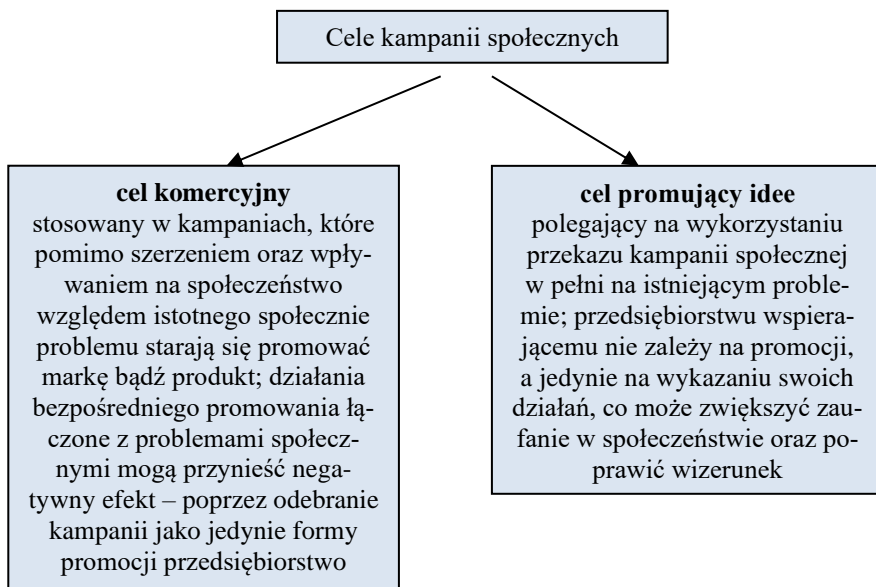 Cele kampanii społecznych
cel komercyjny
stosowany w kampaniach, które
pomimo szerzeniem oraz wpły-
waniem na społeczeństwo
względem istotnego społecznie
problemu starają się promować
markę bądź produkt; działania
bezpośredniego promowania łą-
czone z problemami społecz-
nymi mogą przynieść nega-
tywny efekt – poprzez odebranie
kampanii jako jedynie formy
promocji przedsiębiorstwo
cel promujący idee
polegający na wykorzystaniu
przekazu kampanii społecznej
w pełni na istniejącym proble-
mie; przedsiębiorstwu wspiera-
jącemu nie zależy na promocji,
a jedynie na wykazaniu swoich
działań, co może zwiększyć zau-
fanie w społeczeństwie oraz po-
prawić wizerunek